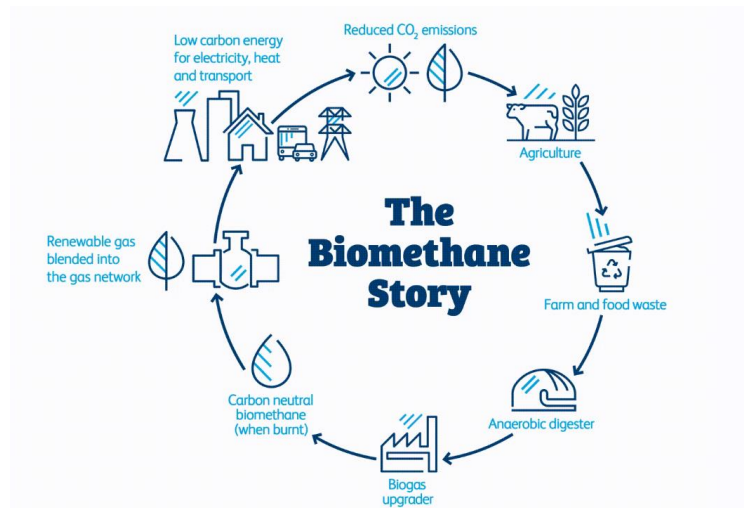 Reduced CO₂ emissions
Low carbon energy
for electricity, heat
and transport
Agriculture
The
Biomethane
Story
Renewable gas
blended into
the gas network
Farm and food waste
Carbon neutral
biomethane
(when burnt)
Anaerobic digester
Biogas
upgrader